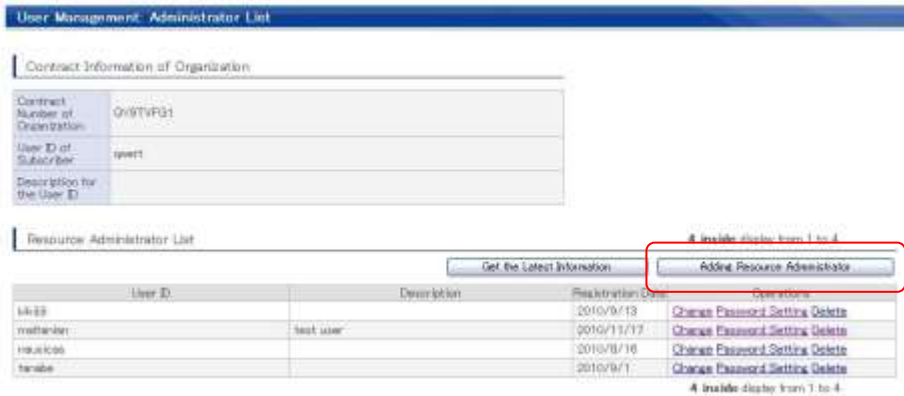 User Management: Administrator List
Contract Information of Organization
Contract Number of Organization
User ID of Subscriber qwert
Description for the User ID
Resource Administrator List 4 inside display from 1 to 4
Get the Latest Information Adding Resource Administrator
User ID Description Registration Date Operations
2010/9/13 Change Password Setting Delete
test user 2010/11/17 Change Password Setting Delete
Change Password Setting Delete
tanabe 2010/9/1 Change Password Setting Delete
4 inside display from 1 to 4